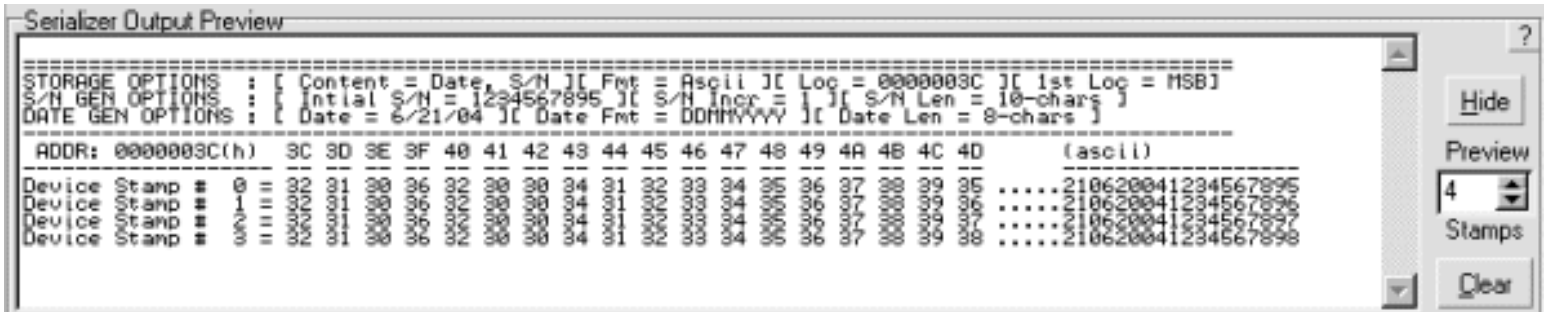 Serializer Output Preview
?
================================================================================
STORAGE OPTIONS : [ Content = Date, S/N ][ Fmt = Ascii ][ Loc = 0000003C ][ 1st Loc = MSB]
S/N GEN OPTIONS : [ Intial S/N = 1234567895 ][ S/N Incr = 1 ][ S/N Len = 10-chars ]
DATE GEN OPTIONS : [ Date = 6/21/04 ][ Date Fmt = DDMMYYYY ][ Date Len = 8-chars ]
ADDR: 0000003C(h) 3C 3D 3E 3F 40 41 42 43 44 45 46 47 48 49 4A 4B 4C 4D (ascii)
Device Stamp # 0 = 32 31 30 36 32 30 30 34 31 32 33 34 35 36 37 38 39 35 .....210620041234567895
Device Stamp # 1 = 32 31 30 36 32 30 30 34 31 32 33 34 35 36 37 38 39 36 .....210620041234567896
Device Stamp # 2 = 32 31 30 36 32 30 30 34 31 32 33 34 35 36 37 38 39 37 .....210620041234567897
Device Stamp # 3 = 32 31 30 36 32 30 30 34 31 32 33 34 35 36 37 38 39 38 .....210620041234567898
Hide
Preview
4
Stamps
Clear